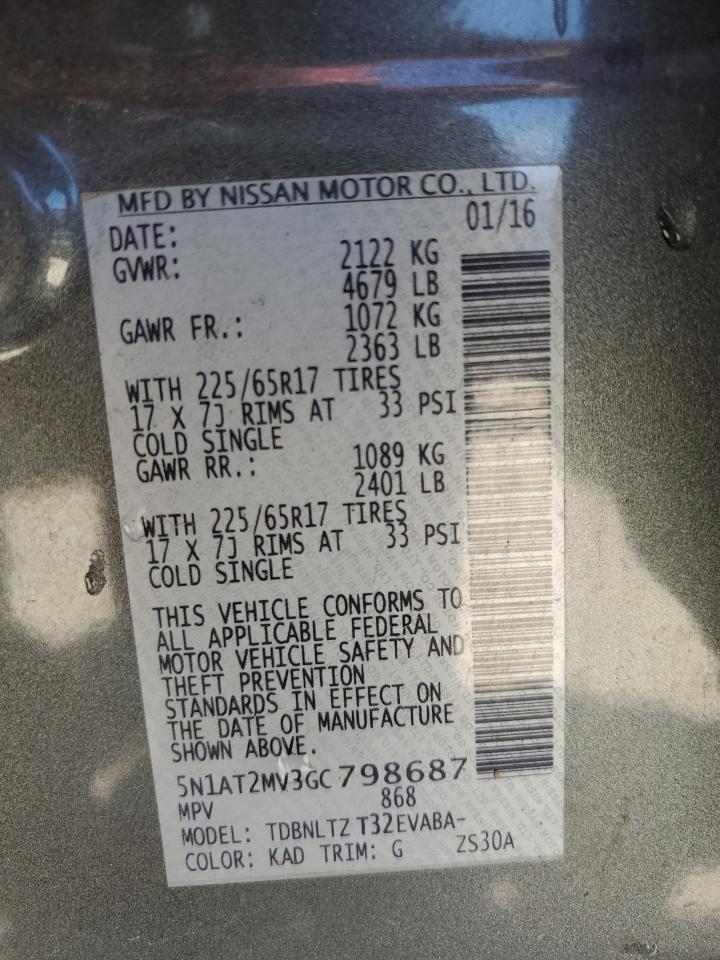 MFD BY NISSAN MOTOR CO., LTD.
DATE: 01/16
GVWR: 2122 KG
4679 LB
GAWR FR.: 1072 KG
2363 LB
WITH 225/65R17 TIRES
17 X 7J RIMS AT 33 PSI
COLD SINGLE
GAWR RR.: 1089 KG
2401 LB
WITH 225/65R17 TIRES
17 X 7J RIMS AT 33 PSI
COLD SINGLE
THIS VEHICLE CONFORMS TO
ALL APPLICABLE FEDERAL
MOTOR VEHICLE SAFETY AND
THEFT PREVENTION
STANDARDS IN EFFECT ON
THE DATE OF MANUFACTURE
SHOWN ABOVE.
5N1AT2MV3GC798687
MPV 868
MODEL: TDBNLTZ T32EVABA-
COLOR: KAD TRIM: G ZS30A